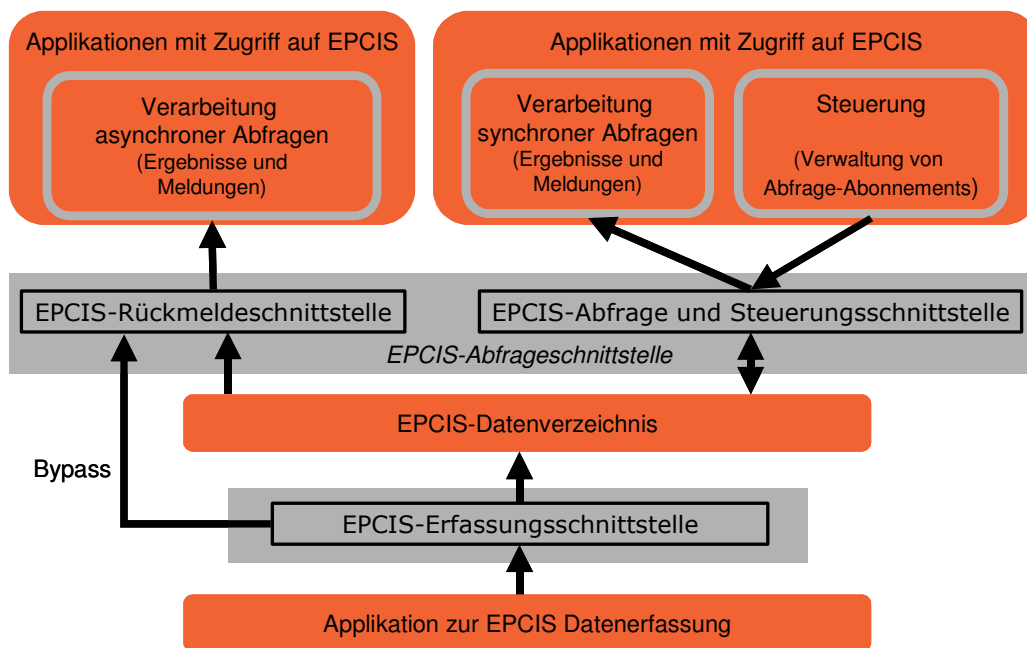 Applikationen mit Zugriff auf EPCIS
Verarbeitung
asynchroner Abfragen
(Ergebnisse und
Meldungen)
Applikationen mit Zugriff auf EPCIS
Verarbeitung
synchroner Abfragen
(Ergebnisse und
Meldungen)
Steuerung
(Verwaltung von
Abfrage-Abonnements)
EPCIS-Rückmeldeschnittstelle
EPCIS-Abfrage und Steuerungsschnittstelle
EPCIS-Abfrageschnittstelle
EPCIS-Datenverzeichnis
Bypass
EPCIS-Erfassungsschnittstelle
Applikation zur EPCIS Datenerfassung